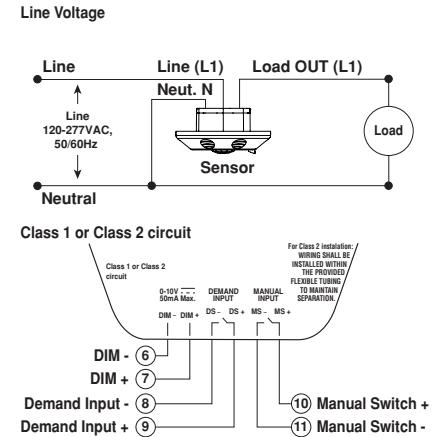 Line Voltage
Line
Line (L1)
Load OUT (L1)
Neut. N
Line
120-277VAC,
50/60Hz
Load
Sensor
Neutral
Class 1 or Class 2 circuit
Class 1 or Class 2
circuit
For Class 2 instalation:
WIRING SHALL BE
INSTALLED WITHIN
THE PROVIDED
FLEXIBLE TUBING
TO MAINTAIN
SEPARATION.
0-10V
50mA Max.
DEMAND
INPUT
MANUAL
INPUT
DIM – DIM +
DS – DS +
MS – MS +
DIM - 6
DIM + 7
Demand Input - 8
Demand Input + 9
10 Manual Switch +
11 Manual Switch -